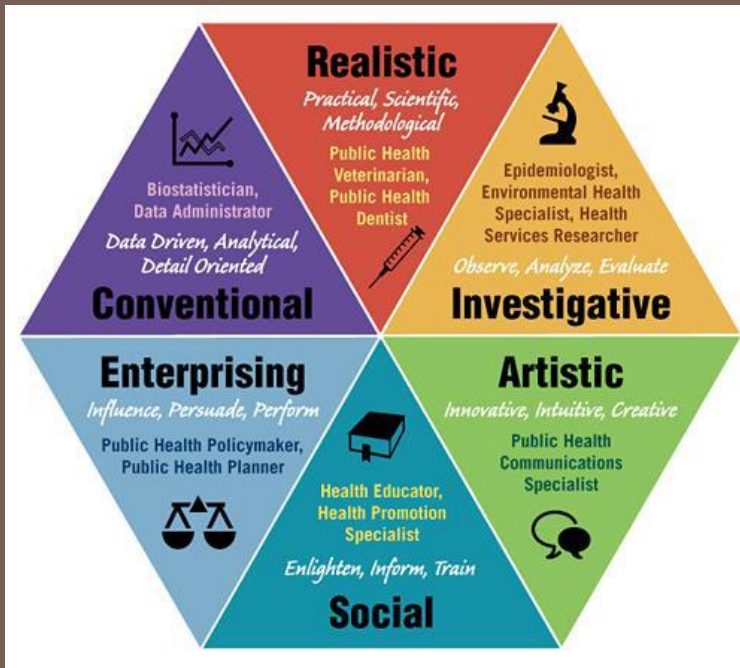 Realistic
Practical, Scientific,
Methodological
Public Health
Veterinarian,
Public Health
Dentist
Epidemiologist,
Environmental Health
Specialist, Health
Services Researcher
Observe, Analyze, Evaluate
Investigative
Biostatistician,
Data Administrator
Data Driven, Analytical,
Detail Oriented
Conventional
Enterprising
Influence, Persuade, Perform
Public Health Policymaker,
Public Health Planner
Health Educator,
Health Promotion
Specialist
Enlighten, Inform, Train
Social
Artistic
Innovative, Intuitive, Creative
Public Health
Communications
Specialist